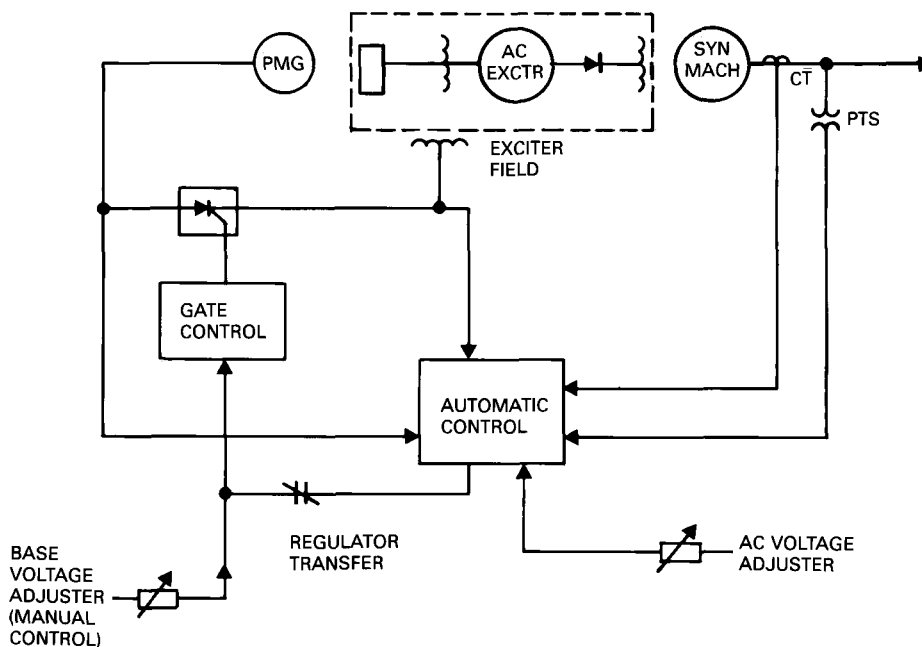 PMG
AC
EXCTR
SYN
MACH
CT
PTS
EXCITER
FIELD
GATE
CONTROL
AUTOMATIC
CONTROL
REGULATOR
TRANSFER
BASE
VOLTAGE
ADJUSTER
(MANUAL
CONTROL)
AC VOLTAGE
ADJUSTER